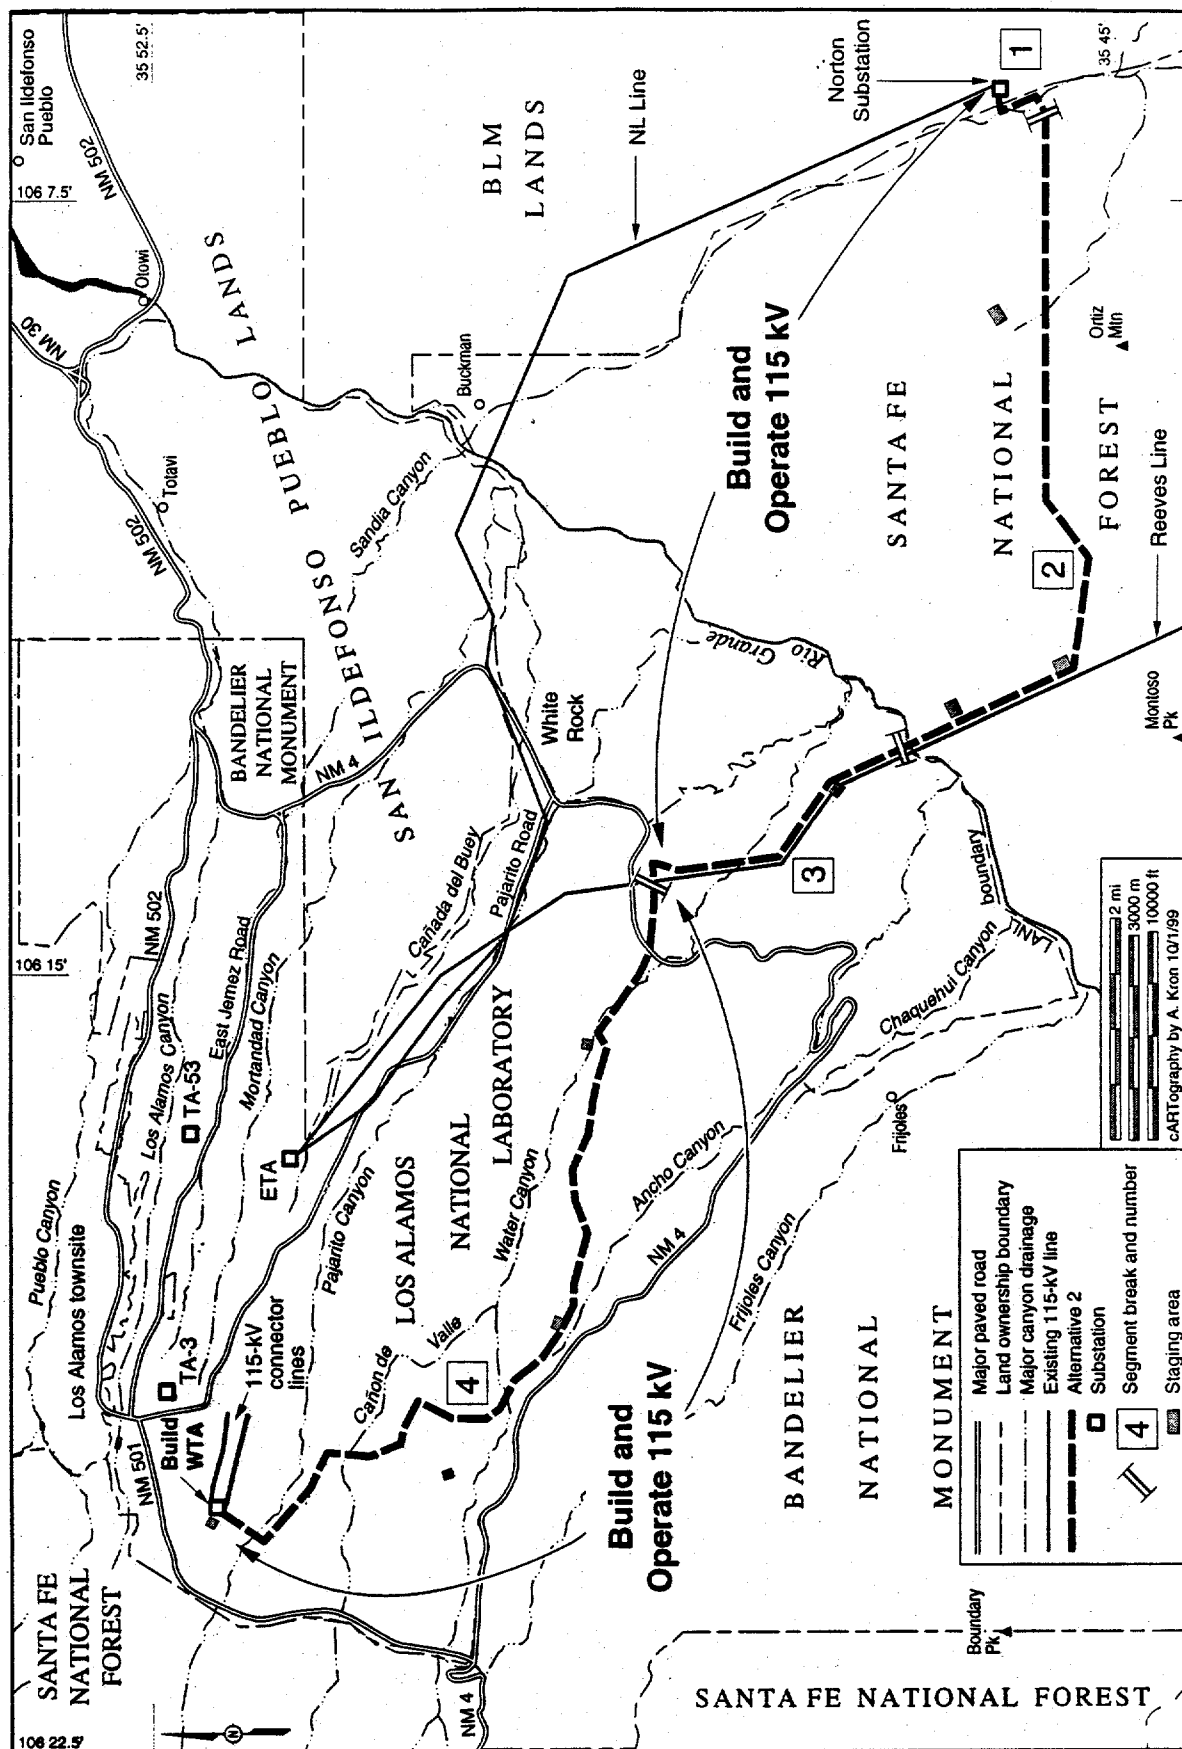 106 22.5'
106 15'
106 7.5'
35 52.5'
35 45'
San Ildefonso
Pueblo
NM 502
Otowi
NM 30
Totavi
NM 502
SAN ILDEFONSO PUEBLO LANDS
BLM
LANDS
NL Line
Norton
Substation
1
Buckman
Sandia Canyon
BANDELIER
NATIONAL
MONUMENT
NM 4
White
Rock
Rio
Grande
Build and
Operate 115 kV
SANTA FE
NATIONAL
FOREST
Ortiz
Mtn
2
Reeves Line
Montoso
Pk
3
SANTA FE
NATIONAL
FOREST
NM 501
Los Alamos townsite
Pueblo Canyon
NM 502
Los Alamos Canyon
TA-53
East Jemez Road
Mortandad Canyon
TA-3
Build
WTA
115-kV
connector
lines
ETA
Cañada del Buey
Pajarito Road
Pajarito Canyon
LOS ALAMOS
NATIONAL
LABORATORY
Cañon de
Valle
Water Canyon
4
Ancho Canyon
NM 4
Frijoles Canyon
Frijoles
Chaquehui Canyon
LANL
boundary
Build and
Operate 115 kV
NM 4
BANDELIER
NATIONAL
MONUMENT
Boundary
Pk
SANTA FE NATIONAL FOREST
N
Major paved road
Land ownership boundary
Major canyon drainage
Existing 115-kV line
Alternative 2
Substation
4
Segment break and number
Staging area
2 mi
3000 m
10000 ft
cARTography by A. Kron 10/1/99